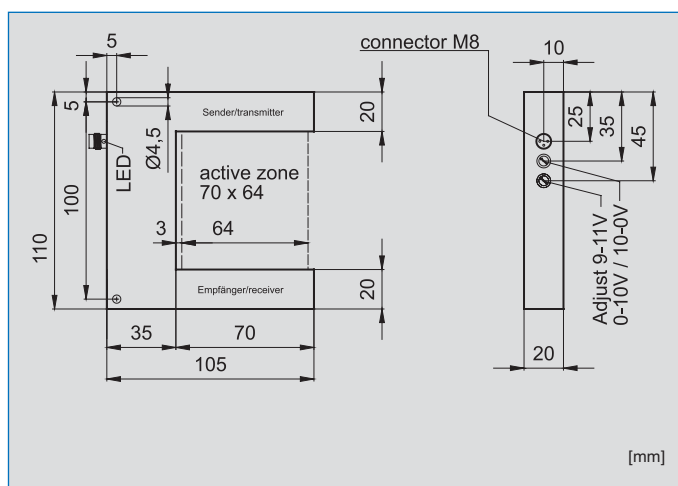 5
connector M8
10
5
Sender/transmitter
20
25
35
45
Ø4,5
LED
active zone
70 x 64
100
110
3
64
Empfänger/receiver
20
Adjust 9-11V
0-10V / 10-0V
35
70
105
20
[mm]